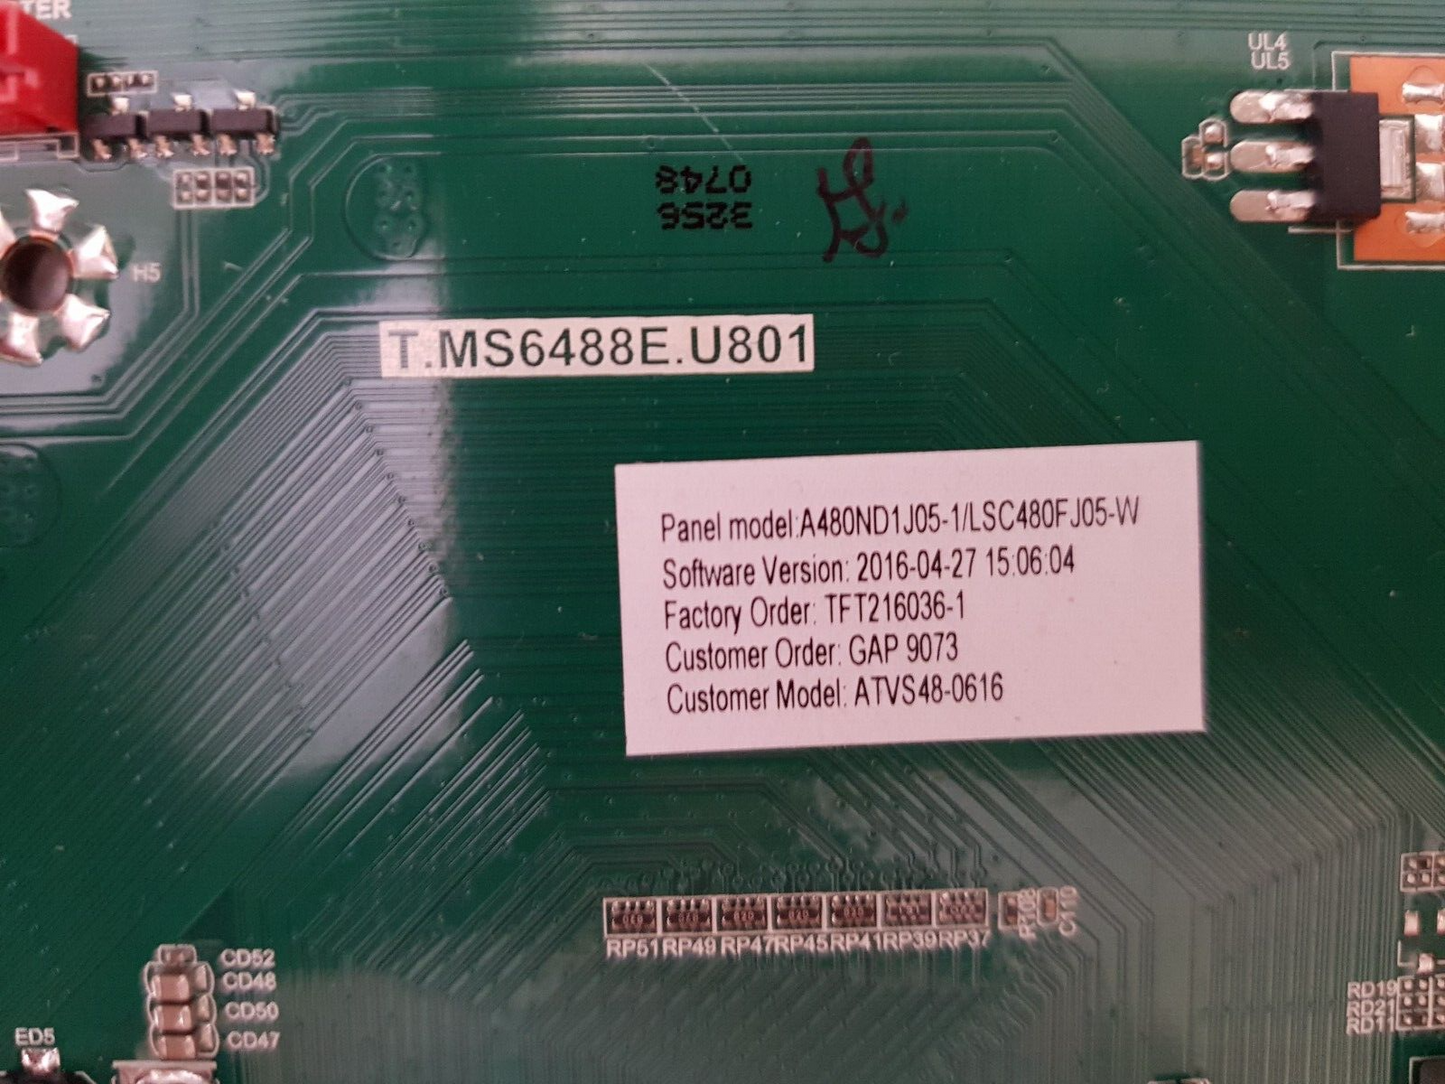 UL4
UL5
0748
3256
H5
T.MS6488E.U801
Panel model:A480ND1J05-1/LSC480FJ05-W
Software Version: 2016-04-27 15:06:04
Factory Order: TFT216036-1
Customer Order: GAP 9073
Customer Model: ATVS48-0616
RP51 RP49 RP47 RP45 RP41 RP39 RP37
R108
C110
CD52
CD48
CD50
CD47
ED5
RD19
RD21
RD11